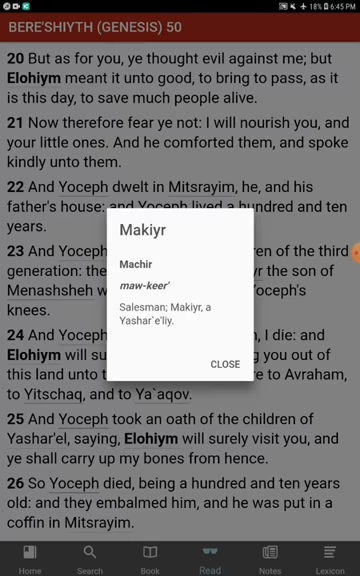 18% 6:45 PM
BERE'SHIYTH (GENESIS) 50
20 But as for you, ye thought evil against me; but
Elohiym meant it unto good, to bring to pass, as it
is this day, to save much people alive.
21 Now therefore fear ye not: I will nourish you, and
your little ones. And he comforted them, and spoke
kindly unto them.
22 And Yoceph dwelt in Mitsrayim, he, and his
father's house: and Yoceph lived a hundred and ten
years.
23 And Yoceph
ren of the third
generation: the
yr the son of
Menashsheh w
Yoceph's
knees.
24 And Yoceph
n, I die: and
Elohiym will su
g you out of
this land unto t
re to Avraham,
to Yitschaq, and to Ya`aqov.
25 And Yoceph took an oath of the children of
Yashar'el, saying, Elohiym will surely visit you, and
ye shall carry up my bones from hence.
26 So Yoceph died, being a hundred and ten years
old: and they embalmed him, and he was put in a
coffin in Mitsrayim.
Makiyr
Machir
maw-keer'
Salesman; Makiyr, a
Yashar`e'liy.
CLOSE
Home Search Book Read Notes Lexicon